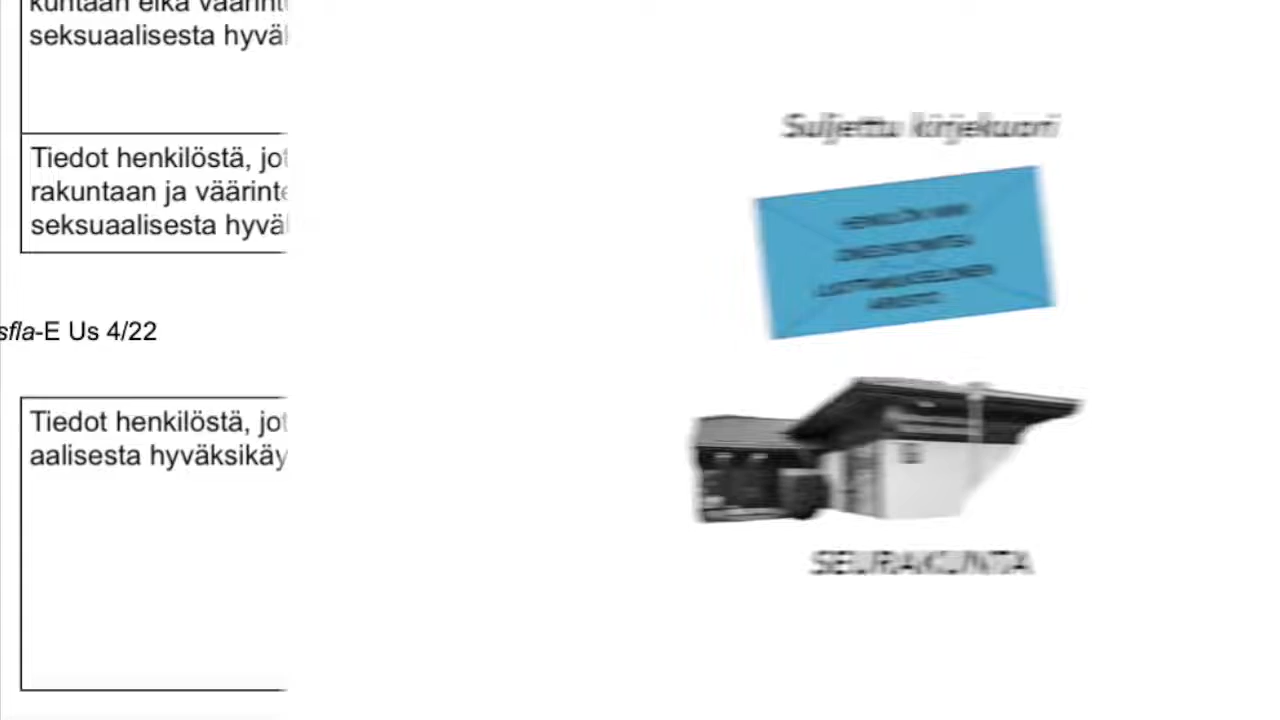 kuntaan eikä väärint
seksuaalisesta hyvä
Tiedot henkilöstä, jot
rakuntaan ja väärinte
seksuaalisesta hyvä
sfla-E Us 4/22
Tiedot henkilöstä, jot
aalisesta hyväksikäy
Suljettu kirjekuori
SEURAKUNTA